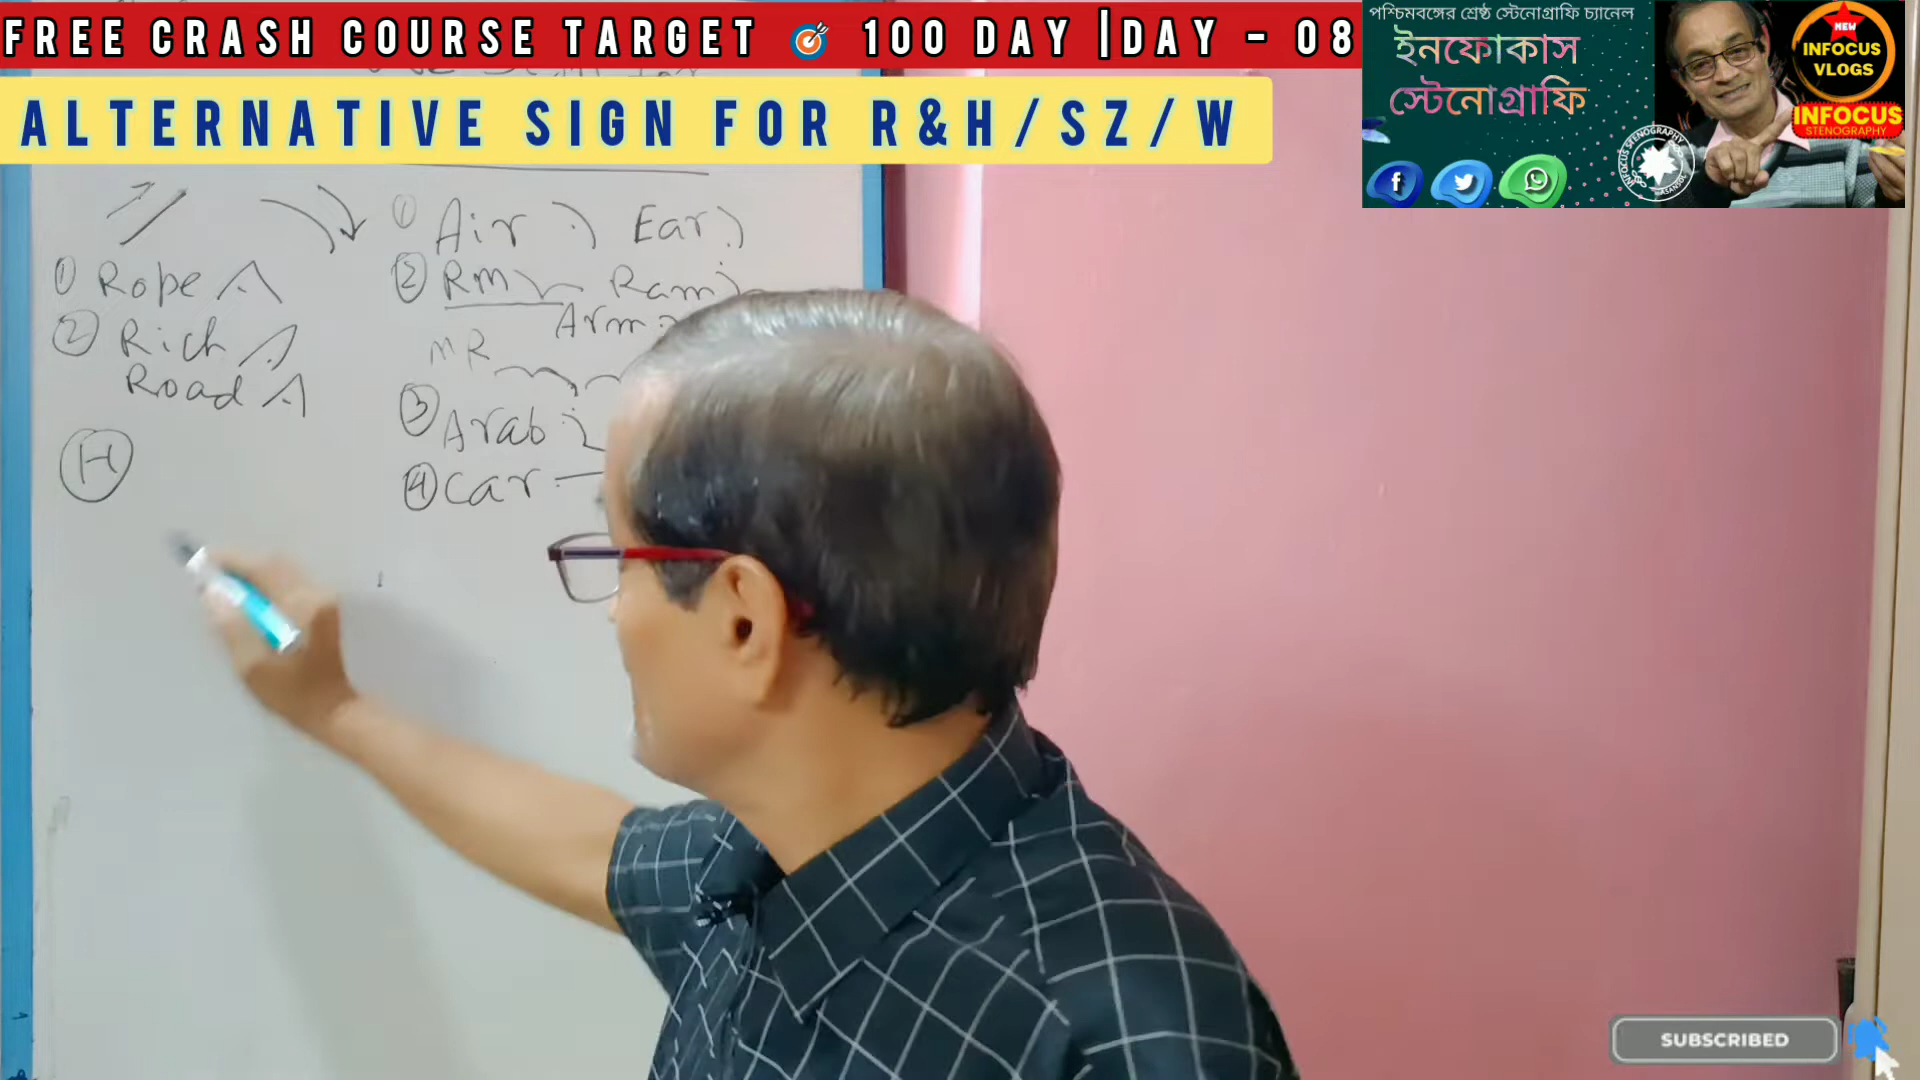 FREE CRASH COURSE TARGET 🎯 100 DAY |DAY - 08
ALTERNATIVE SIGN FOR R&H/SZ/W
পশ্চিমবঙ্গের শ্রেষ্ঠ স্টেনোগ্রাফি চ্যানেল
ইনফোকাস
স্টেনোগ্রাফি
NEW
INFOCUS
VLOGS
INFOCUS
STENOGRAPHY
INFOCUS STENOGRAPHY
① Air Ear
① Rope
② RM Ram
Arm
② Rich
MR
Road
③ Arab
H
④ Car
SUBSCRIBED